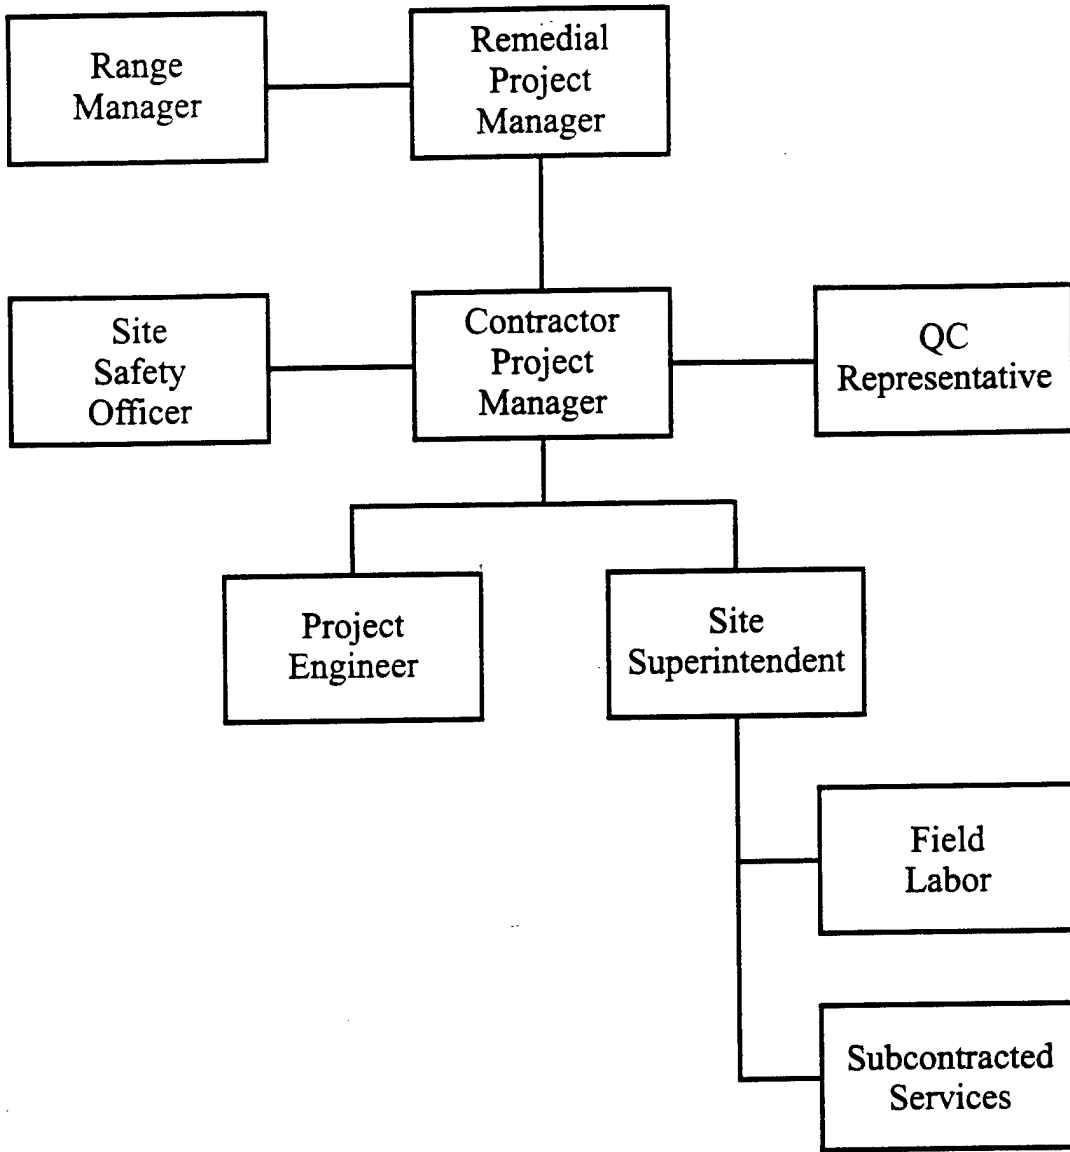 Range
Manager
Remedial
Project
Manager
Site
Safety
Officer
Contractor
Project
Manager
QC
Representative
Project
Engineer
Site
Superintendent
Field
Labor
Subcontracted
Services